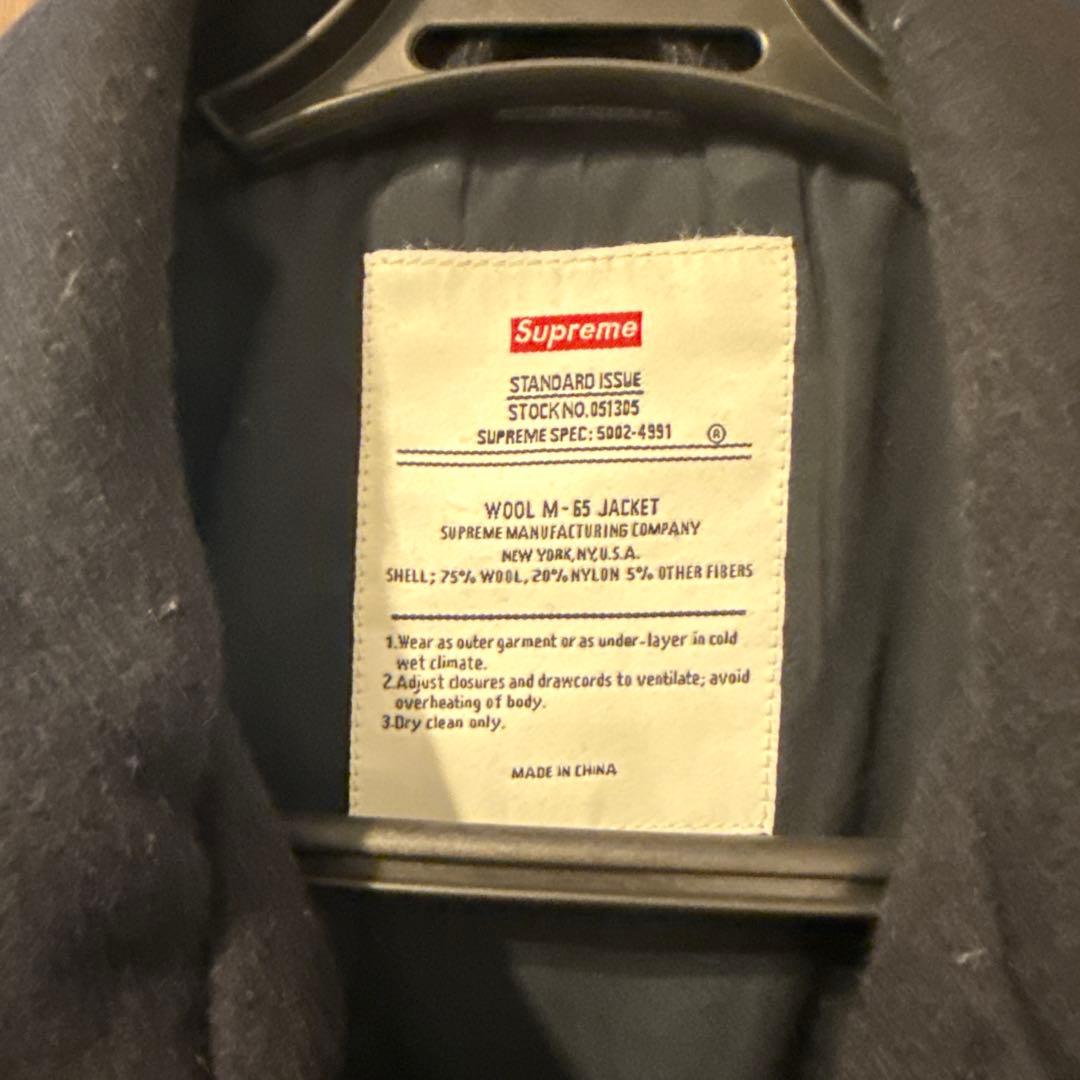 Supreme
STANDARD ISSUE
STOCK NO. 051305
SUPREME SPEC: 5002-4991 ®
WOOL M-65 JACKET
SUPREME MANUFACTURING COMPANY
NEW YORK, NY, U.S.A.
SHELL; 75% WOOL, 20% NYLON 5% OTHER FIBERS
1.Wear as outer garment or as under-layer in cold
wet climate.
2.Adjust closures and drawcords to ventilate; avoid
overheating of body.
3.Dry clean only.
MADE IN CHINA